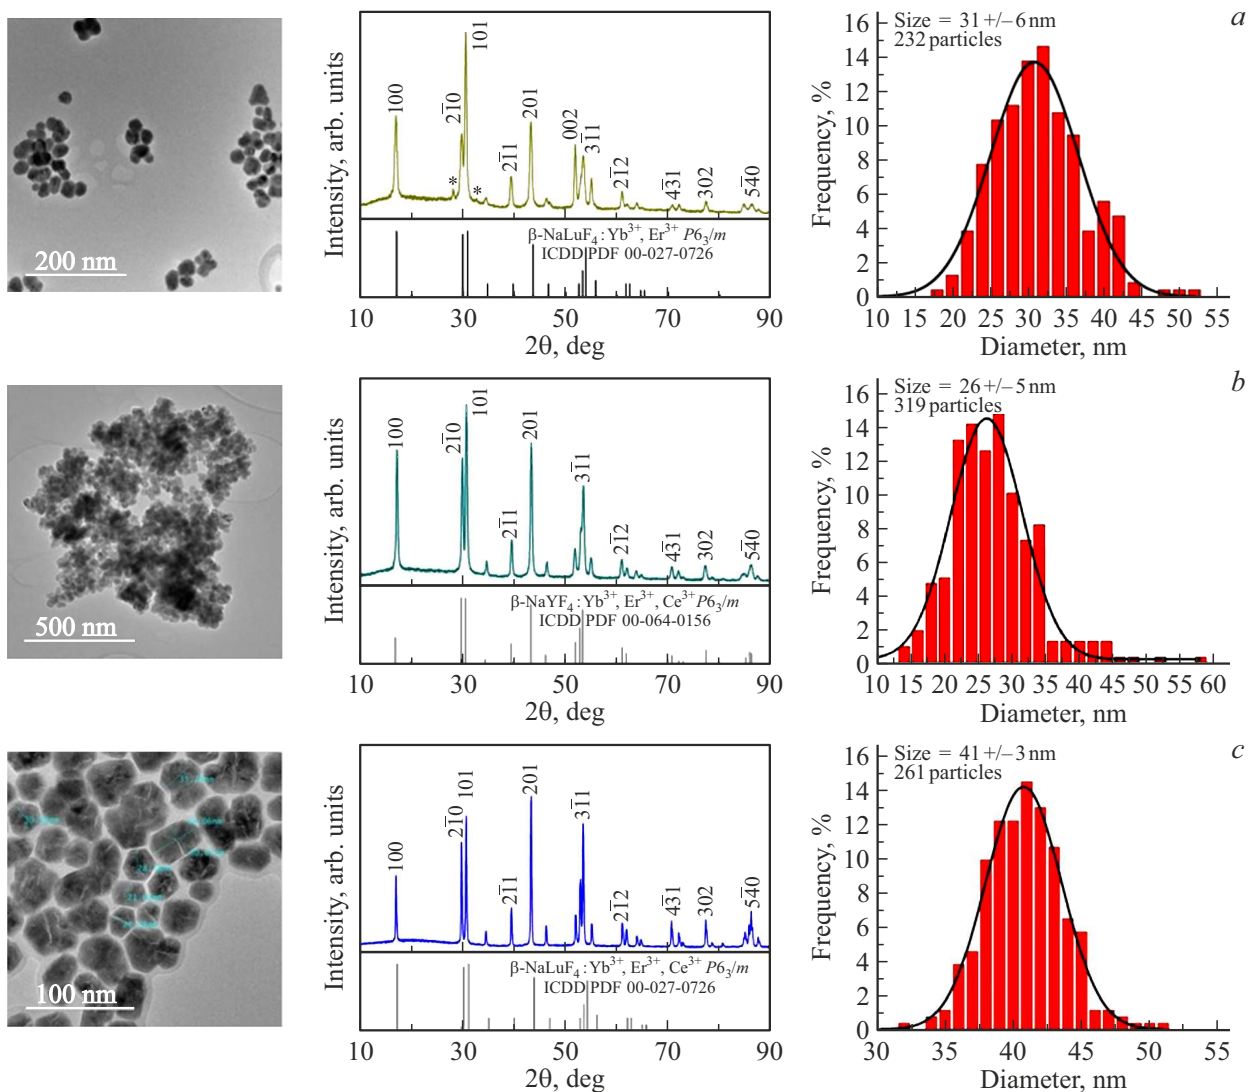 a
200 nm
Intensity, arb. units
100
*
2̅10
101
*
2̅11
201
002
3̅11
2̅12
4̅31
302
5̅40
β-NaLuF₄ : Yb³⁺, Er³⁺ P6₃/m
ICDD PDF 00-027-0726
10 30 50 70 90
2θ, deg
Size = 31 +/– 6 nm
232 particles
Frequency, %
16
14
12
10
8
6
4
2
0
10 15 20 25 30 35 40 45 50 55
Diameter, nm
b
500 nm
Intensity, arb. units
100
2̅10
101
2̅11
201
3̅11
2̅12
4̅31
302
5̅40
β-NaYF₄ : Yb³⁺, Er³⁺, Ce³⁺ P6₃/m
ICDD PDF 00-064-0156
10 30 50 70 90
2θ, deg
Size = 26 +/– 5 nm
319 particles
Frequency, %
16
14
12
10
8
6
4
2
0
10 15 20 25 30 35 40 45 50 55 60
Diameter, nm
c
100 nm
Intensity, arb. units
100
2̅10
101
2̅11
201
3̅11
2̅12
4̅31
302
5̅40
β-NaLuF₄ : Yb³⁺, Er³⁺, Ce³⁺ P6₃/m
ICDD PDF 00-027-0726
10 30 50 70 90
2θ, deg
Size = 41 +/– 3 nm
261 particles
Frequency, %
16
14
12
10
8
6
4
2
0
30 35 40 45 50 55
Diameter, nm